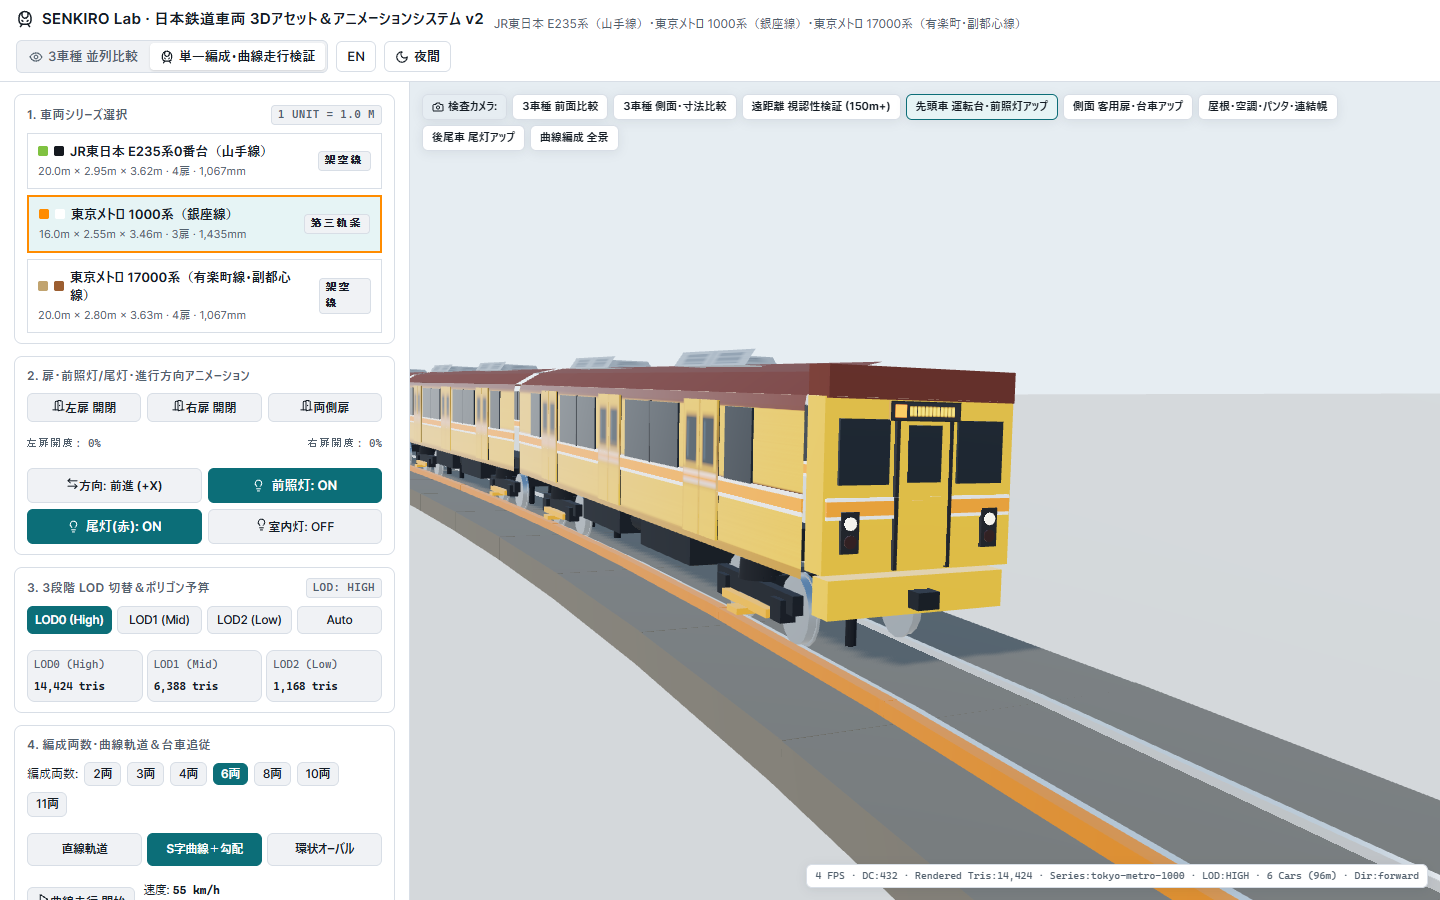 SENKIRO Lab · 日本鉄道車両 3Dアセット＆アニメーションシステム v2
JR東日本 E235系（山手線）・東京メトロ 1000系（銀座線）・東京メトロ 17000系（有楽町・副都心線）
3車種 並列比較
単一編成・曲線走行検証
EN
夜間
1. 車両シリーズ選択
1 UNIT = 1.0 M
JR東日本 E235系0番台（山手線）
架空線
20.0m × 2.95m × 3.62m · 4扉 · 1,067mm
東京メトロ 1000系（銀座線）
第三軌条
16.0m × 2.55m × 3.46m · 3扉 · 1,435mm
東京メトロ 17000系（有楽町線・副都心
線）
架空
線
20.0m × 2.80m × 3.63m · 4扉 · 1,067mm
2. 扉・前照灯/尾灯・進行方向アニメーション
左扉 開閉
右扉 開閉
両側扉
左扉開度: 0%
右扉開度: 0%
方向: 前進 (+X)
前照灯: ON
尾灯(赤): ON
室内灯: OFF
3. 3段階 LOD 切替＆ポリゴン予算
LOD: HIGH
LOD0 (High)
LOD1 (Mid)
LOD2 (Low)
Auto
LOD0 (High)
14,424 tris
LOD1 (Mid)
6,388 tris
LOD2 (Low)
1,168 tris
4. 編成両数・曲線軌道＆台車追従
編成両数:
2両
3両
4両
6両
8両
10両
11両
直線軌道
S字曲線＋勾配
環状オーバル
曲線走行 開始
速度: 55 km/h
検査カメラ:
3車種 前面比較
3車種 側面・寸法比較
遠距離 視認性検証 (150m+)
先頭車 運転台・前照灯アップ
側面 客用扉・台車アップ
屋根・空調・パンタ・連結幌
後尾車 尾灯アップ
曲線編成 全景
4 FPS · DC:432 · Rendered Tris:14,424 · Series:tokyo-metro-1000 · LOD:HIGH · 6 Cars (96m) · Dir:forward